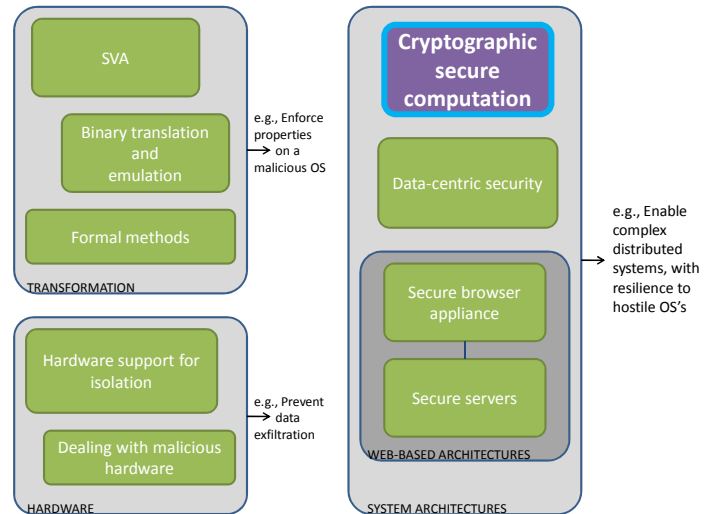 SVA
Binary translation
and
emulation
Formal methods
TRANSFORMATION
e.g., Enforce
properties
on a
malicious OS
Hardware support for
isolation
Dealing with malicious
hardware
HARDWARE
e.g., Prevent
data
exfiltration
Cryptographic
secure
computation
Data-centric security
Secure browser
appliance
Secure servers
WEB-BASED ARCHITECTURES
SYSTEM ARCHITECTURES
e.g., Enable
complex
distributed
systems, with
resilience to
hostile OS's